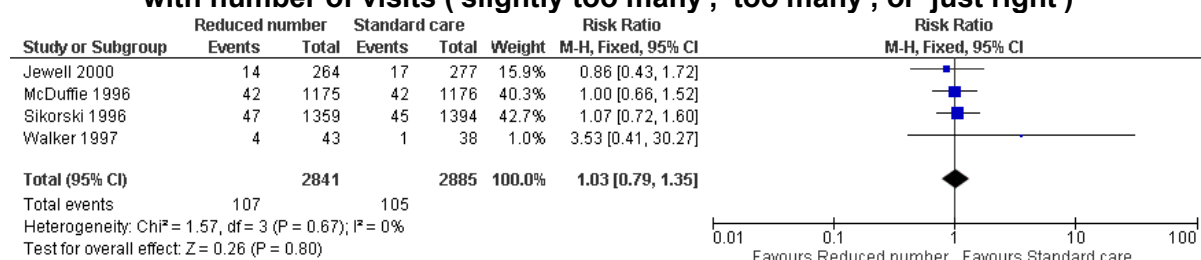 with number of visits ('slightly too many', 'too many', or 'just right')
Reduced number Standard care Risk Ratio Risk Ratio
Study or Subgroup Events Total Events Total Weight M-H, Fixed, 95% CI M-H, Fixed, 95% CI
Jewell 2000 14 264 17 277 15.9% 0.86 [0.43, 1.72]
McDuffie 1996 42 1175 42 1176 40.3% 1.00 [0.66, 1.52]
Sikorski 1996 47 1359 45 1394 42.7% 1.07 [0.72, 1.60]
Walker 1997 4 43 1 38 1.0% 3.53 [0.41, 30.27]
Total (95% CI) 2841 2885 100.0% 1.03 [0.79, 1.35]
Total events 107 105
Heterogeneity: Chi² = 1.57, df = 3 (P = 0.67); I² = 0%
Test for overall effect: Z = 0.26 (P = 0.80)
0.01 0.1 1 10 100
Favours Reduced number Favours Standard care